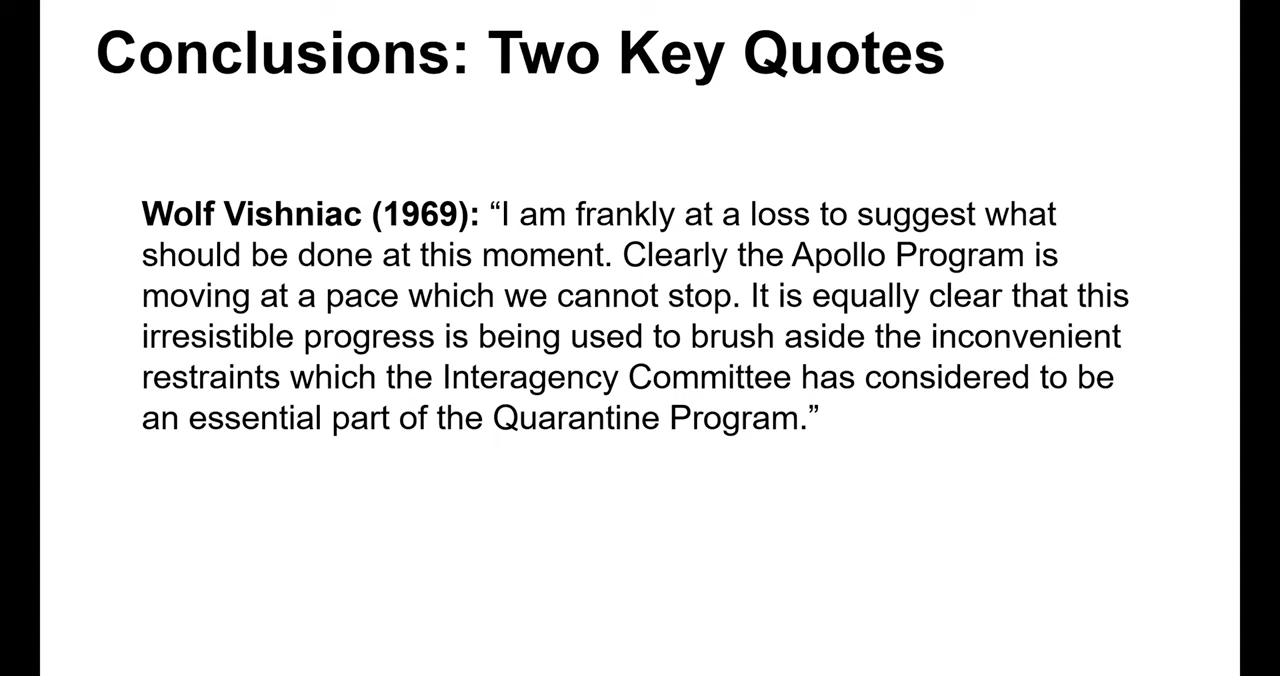 Conclusions: Two Key Quotes
Wolf Vishniac (1969): “I am frankly at a loss to suggest what
should be done at this moment. Clearly the Apollo Program is
moving at a pace which we cannot stop. It is equally clear that this
irresistible progress is being used to brush aside the inconvenient
restraints which the Interagency Committee has considered to be
an essential part of the Quarantine Program.”